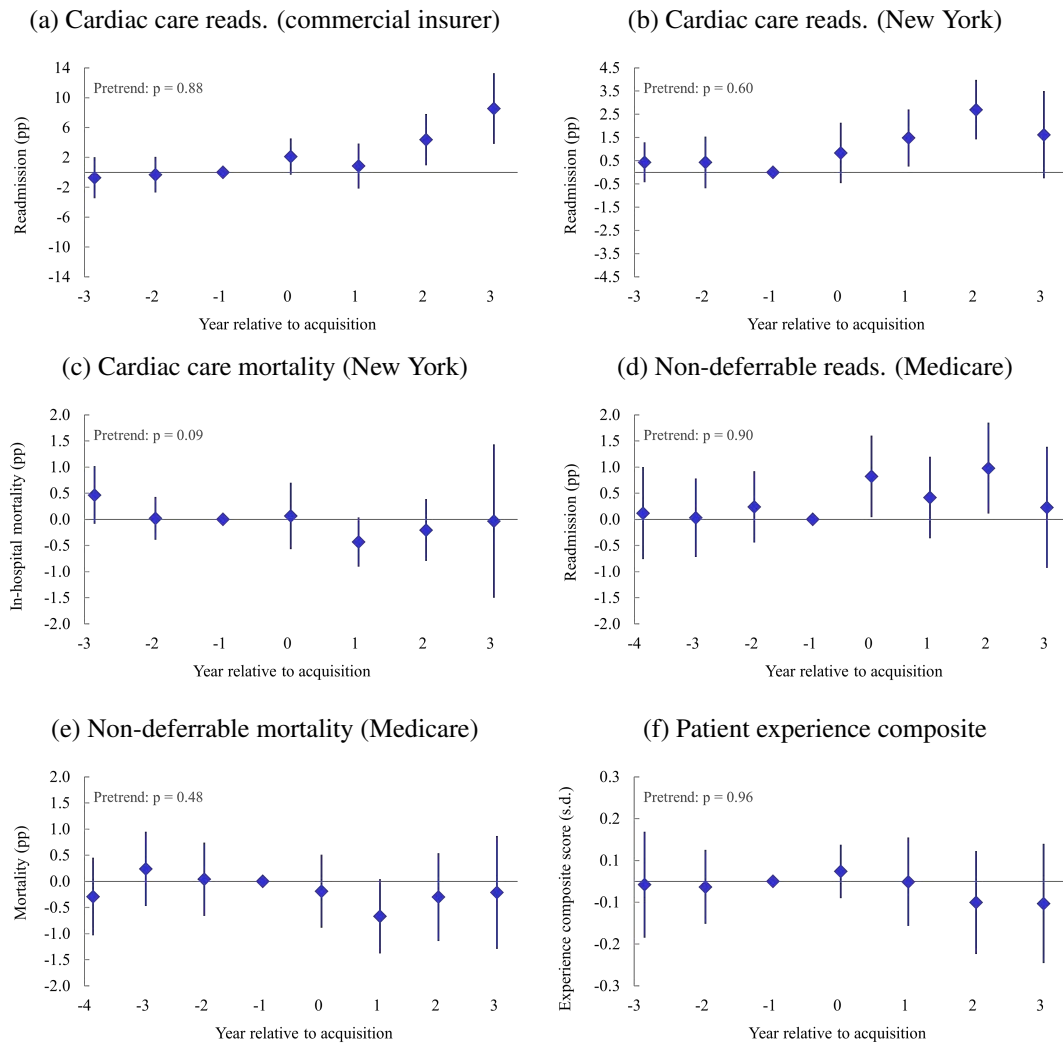 (a) Cardiac care reads. (commercial insurer)
14
10
6
2
-2
-6
-10
-14
Readmission (pp)
Pretrend: p = 0.88
-3 -2 -1 0 1 2 3
Year relative to acquisition
(b) Cardiac care reads. (New York)
4.5
3.5
2.5
1.5
0.5
-0.5
-1.5
-2.5
-3.5
-4.5
Readmission (pp)
Pretrend: p = 0.60
-3 -2 -1 0 1 2 3
Year relative to acquisition
(c) Cardiac care mortality (New York)
2.0
1.5
1.0
0.5
0.0
-0.5
-1.0
-1.5
-2.0
In-hospital mortality (pp)
Pretrend: p = 0.09
-3 -2 -1 0 1 2 3
Year relative to acquisition
(d) Non-deferrable reads. (Medicare)
2.0
1.5
1.0
0.5
0.0
-0.5
-1.0
-1.5
-2.0
Readmission (pp)
Pretrend: p = 0.90
-4 -3 -2 -1 0 1 2 3
Year relative to acquisition
(e) Non-deferrable mortality (Medicare)
2.0
1.5
1.0
0.5
0.0
-0.5
-1.0
-1.5
-2.0
Mortality (pp)
Pretrend: p = 0.48
-4 -3 -2 -1 0 1 2 3
Year relative to acquisition
(f) Patient experience composite
0.3
0.2
0.1
-0.1
-0.2
-0.3
Experience composite score (s.d.)
Pretrend: p = 0.96
-3 -2 -1 0 1 2 3
Year relative to acquisition